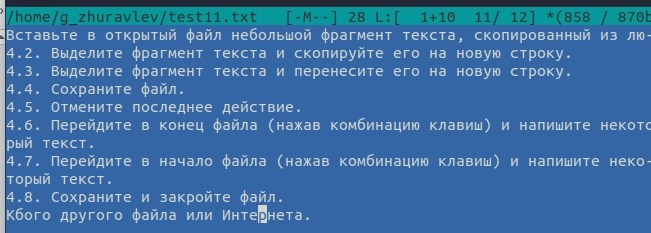 /home/g_zhuravlev/test11.txt [-M--] 28 L:[ 1+10 11/ 12] *(858 / 870b
Вставьте в открытый файл небольшой фрагмент текста, скопированный из лю-
4.2. Выделите фрагмент текста и скопируйте его на новую строку.
4.3. Выделите фрагмент текста и перенесите его на новую строку.
4.4. Сохраните файл.
4.5. Отмените последнее действие.
4.6. Перейдите в конец файла (нажав комбинацию клавиш) и напишите некото
рый текст.
4.7. Перейдите в начало файла (нажав комбинацию клавиш) и напишите неко-
торый текст.
4.8. Сохраните и закройте файл.
Кбого другого файла или Интернета.